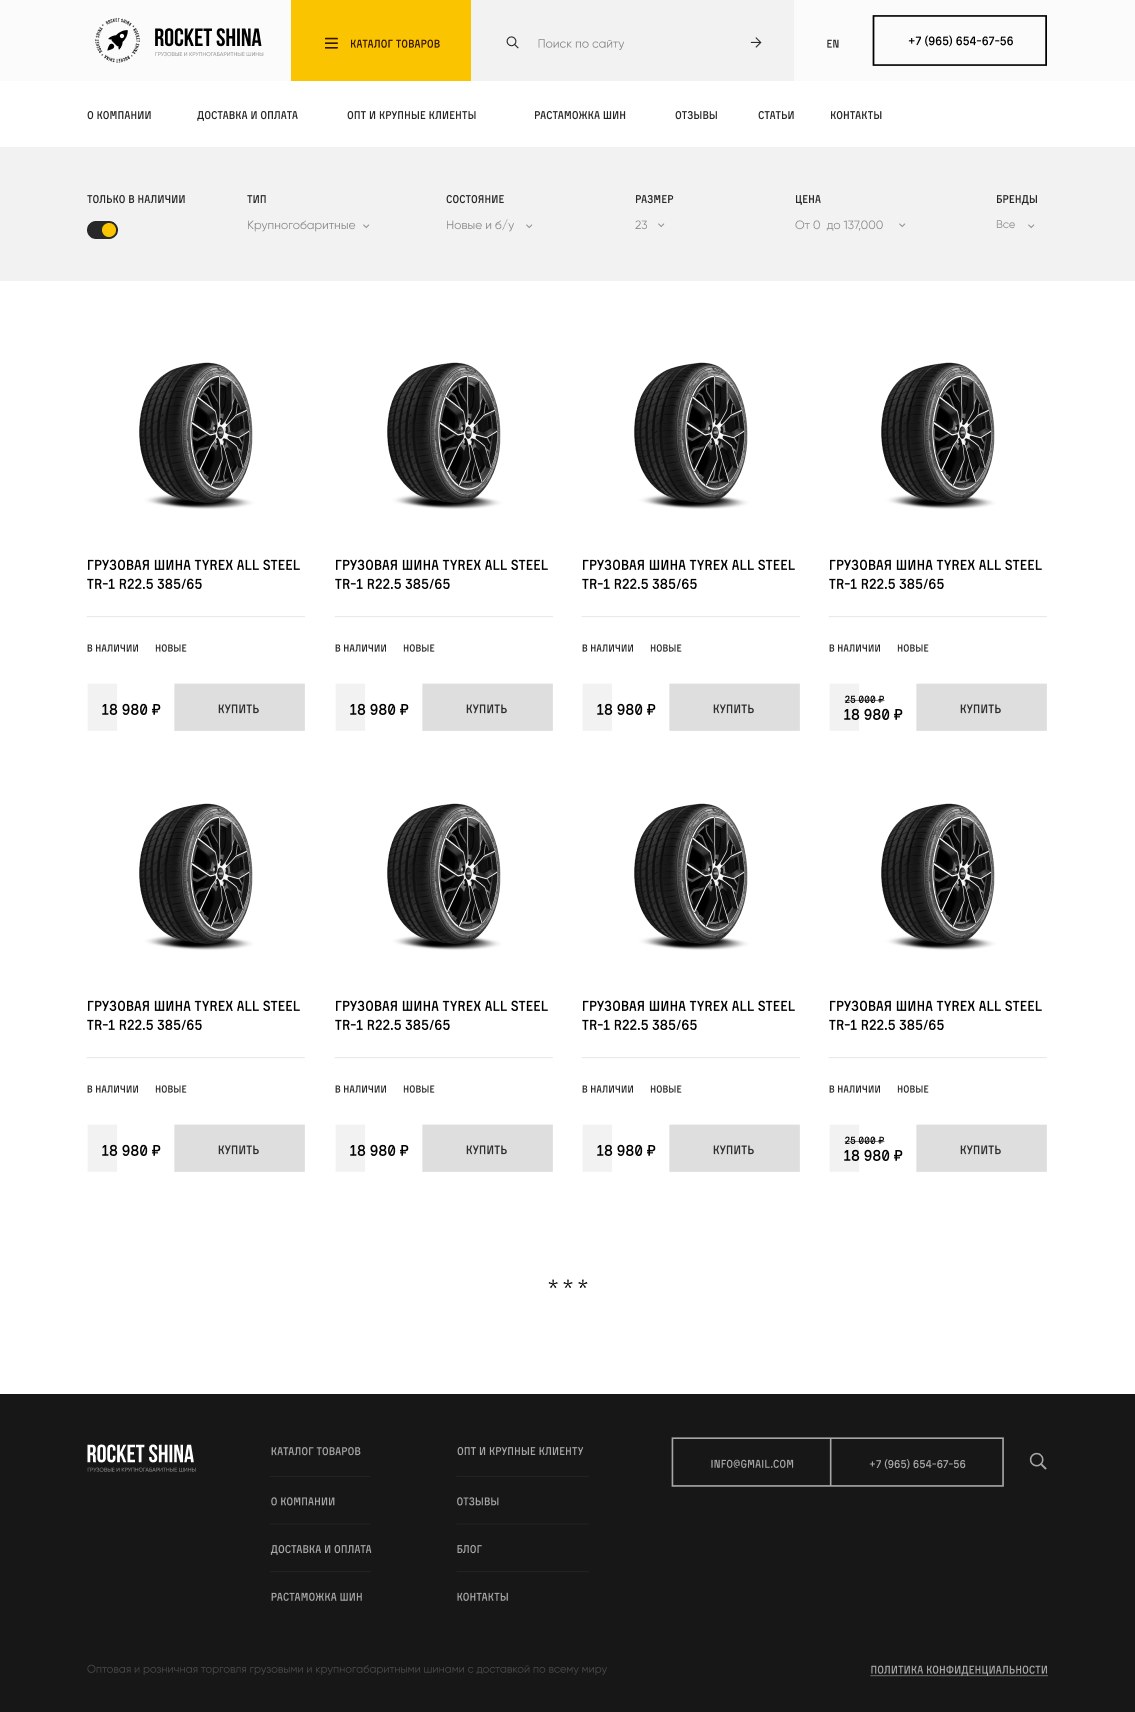 ROCKET SHINA
ГРУЗОВЫЕ И КРУПНОГАБАРИТНЫЕ ШИНЫ
КАТАЛОГ ТОВАРОВ
Поиск по сайту
EN
+7 (965) 654-67-56
О КОМПАНИИ
ДОСТАВКА И ОПЛАТА
ОПТ И КРУПНЫЕ КЛИЕНТЫ
РАСТАМОЖКА ШИН
ОТЗЫВЫ
СТАТЬИ
КОНТАКТЫ
ТОЛЬКО В НАЛИЧИИ
ТИП
Крупногобаритные
СОСТОЯНИЕ
Новые и б/у
РАЗМЕР
23
ЦЕНА
От 0 до 137,000
БРЕНДЫ
Все
ГРУЗОВАЯ ШИНА TYREX ALL STEEL
TR-1 R22.5 385/65
В НАЛИЧИИ НОВЫЕ
18 980 ₽
КУПИТЬ
ГРУЗОВАЯ ШИНА TYREX ALL STEEL
TR-1 R22.5 385/65
В НАЛИЧИИ НОВЫЕ
18 980 ₽
КУПИТЬ
ГРУЗОВАЯ ШИНА TYREX ALL STEEL
TR-1 R22.5 385/65
В НАЛИЧИИ НОВЫЕ
18 980 ₽
КУПИТЬ
ГРУЗОВАЯ ШИНА TYREX ALL STEEL
TR-1 R22.5 385/65
В НАЛИЧИИ НОВЫЕ
25 000 ₽
18 980 ₽
КУПИТЬ
ГРУЗОВАЯ ШИНА TYREX ALL STEEL
TR-1 R22.5 385/65
В НАЛИЧИИ НОВЫЕ
18 980 ₽
КУПИТЬ
ГРУЗОВАЯ ШИНА TYREX ALL STEEL
TR-1 R22.5 385/65
В НАЛИЧИИ НОВЫЕ
18 980 ₽
КУПИТЬ
ГРУЗОВАЯ ШИНА TYREX ALL STEEL
TR-1 R22.5 385/65
В НАЛИЧИИ НОВЫЕ
18 980 ₽
КУПИТЬ
ГРУЗОВАЯ ШИНА TYREX ALL STEEL
TR-1 R22.5 385/65
В НАЛИЧИИ НОВЫЕ
25 000 ₽
18 980 ₽
КУПИТЬ
* * *
ROCKET SHINA
ГРУЗОВЫЕ И КРУПНОГАБАРИТНЫЕ ШИНЫ
КАТАЛОГ ТОВАРОВ
О КОМПАНИИ
ДОСТАВКА И ОПЛАТА
РАСТАМОЖКА ШИН
ОПТ И КРУПНЫЕ КЛИЕНТУ
ОТЗЫВЫ
БЛОГ
КОНТАКТЫ
INFO@GMAIL.COM
+7 (965) 654-67-56
Оптовая и розничная торговля грузовыми и крупногабаритными шинами с доставкой по всему миру
ПОЛИТИКА КОНФИДЕНЦИАЛЬНОСТИ